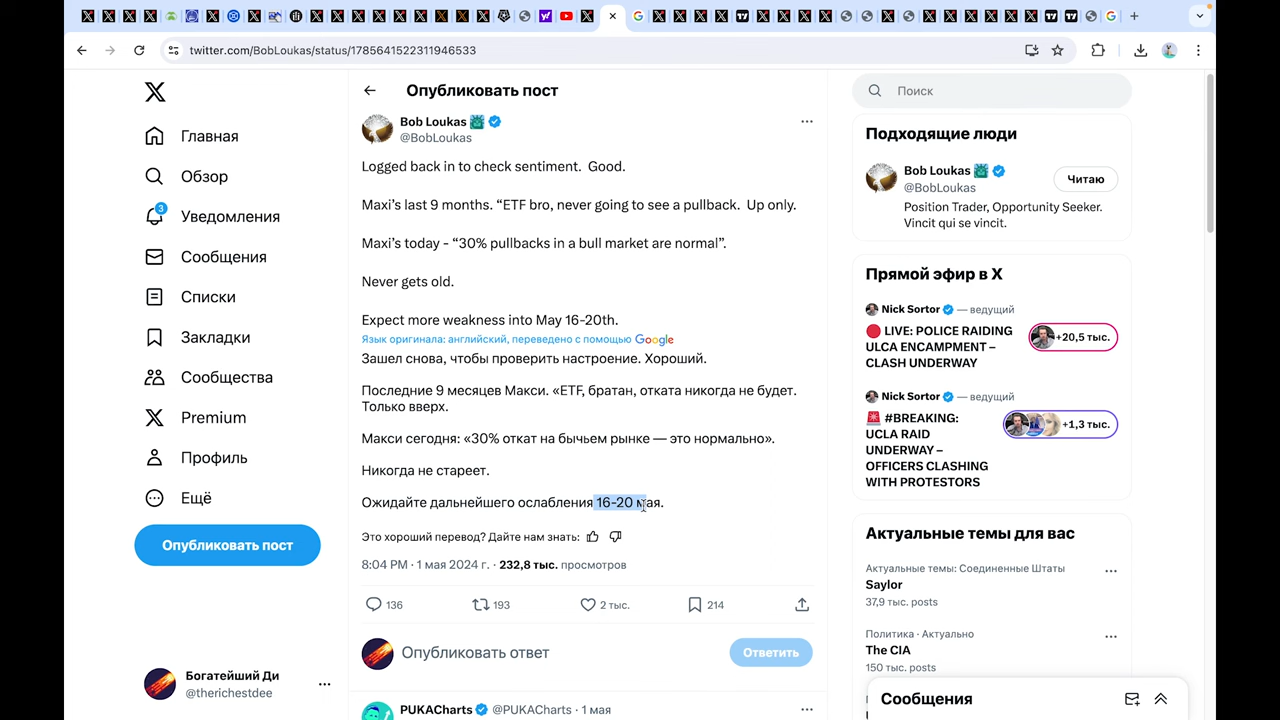 twitter.com/BobLoukas/status/1785641522311946533
Главная
Обзор
3
Уведомления
Сообщения
Списки
Закладки
Сообщества
Premium
Профиль
Ещё
Опубликовать пост
Богатейший Ди
@therichestdee
Опубликовать пост
Bob Loukas
@BobLoukas
Logged back in to check sentiment. Good.
Maxi’s last 9 months. “ETF bro, never going to see a pullback. Up only.
Maxi’s today - “30% pullbacks in a bull market are normal”.
Never gets old.
Expect more weakness into May 16-20th.
Язык оригинала: английский, переведено с помощью Google
Зашел снова, чтобы проверить настроение. Хороший.
Последние 9 месяцев Макси. «ETF, братан, отката никогда не будет.
Только вверх.
Макси сегодня: «30% откат на бычьем рынке — это нормально».
Никогда не стареет.
Ожидайте дальнейшего ослабления 16-20 мая.
Это хороший перевод? Дайте нам знать:
8:04 PM · 1 мая 2024 г. · 232,8 тыс. просмотров
136 193 2 тыс. 214
Опубликовать ответ
Ответить
PUKACharts @PUKACharts · 1 мая
Поиск
Подходящие люди
Bob Loukas
@BobLoukas
Читаю
Position Trader, Opportunity Seeker.
Vincit qui se vincit.
Прямой эфир в X
Nick Sortor — ведущий
LIVE: POLICE RAIDING
ULCA ENCAMPMENT –
CLASH UNDERWAY
+20,5 тыс.
Nick Sortor — ведущий
#BREAKING:
UCLA RAID
UNDERWAY –
OFFICERS CLASHING
WITH PROTESTORS
+1,3 тыс.
Актуальные темы для вас
Актуальные темы: Соединенные Штаты
Saylor
37,9 тыс. posts
Политика · Актуально
The CIA
150 тыс. posts
Сообщения